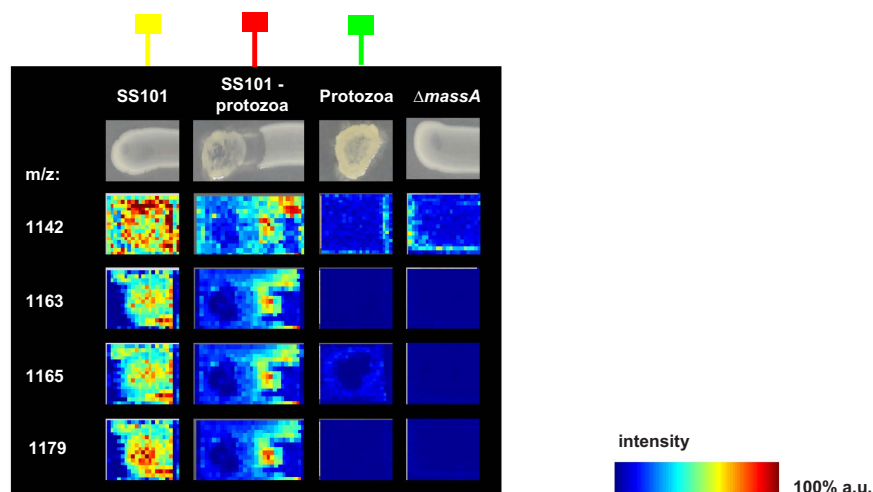 SS101
SS101 -
protozoa
Protozoa
ΔmassA
m/z:
1142
1163
1165
1179
intensity
100% a.u.